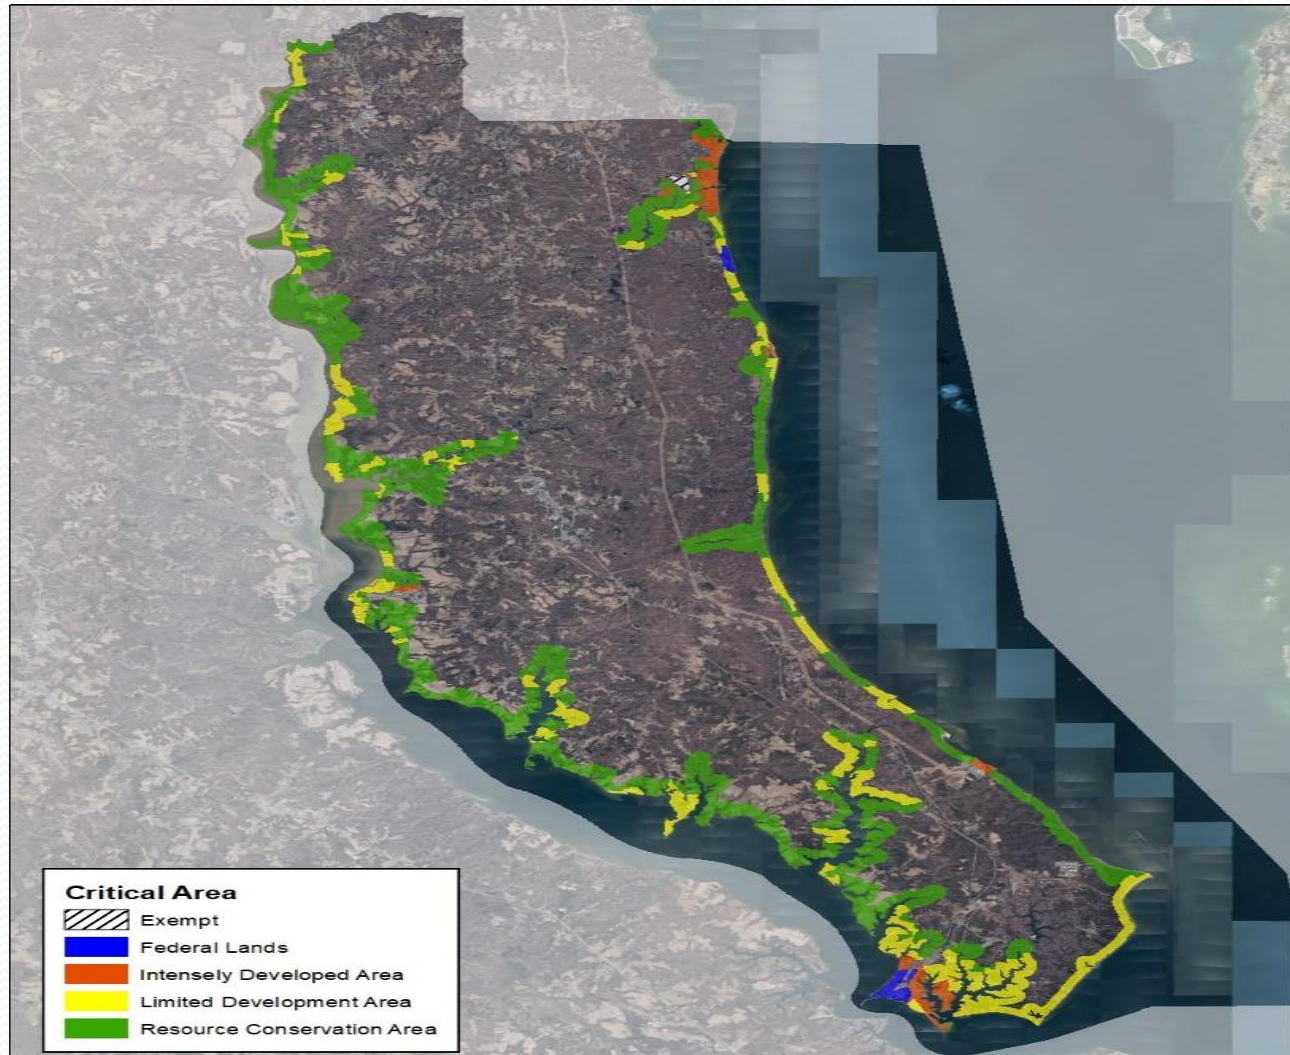 Critical Area
Exempt
Federal Lands
Intensely Developed Area
Limited Development Area
Resource Conservation Area